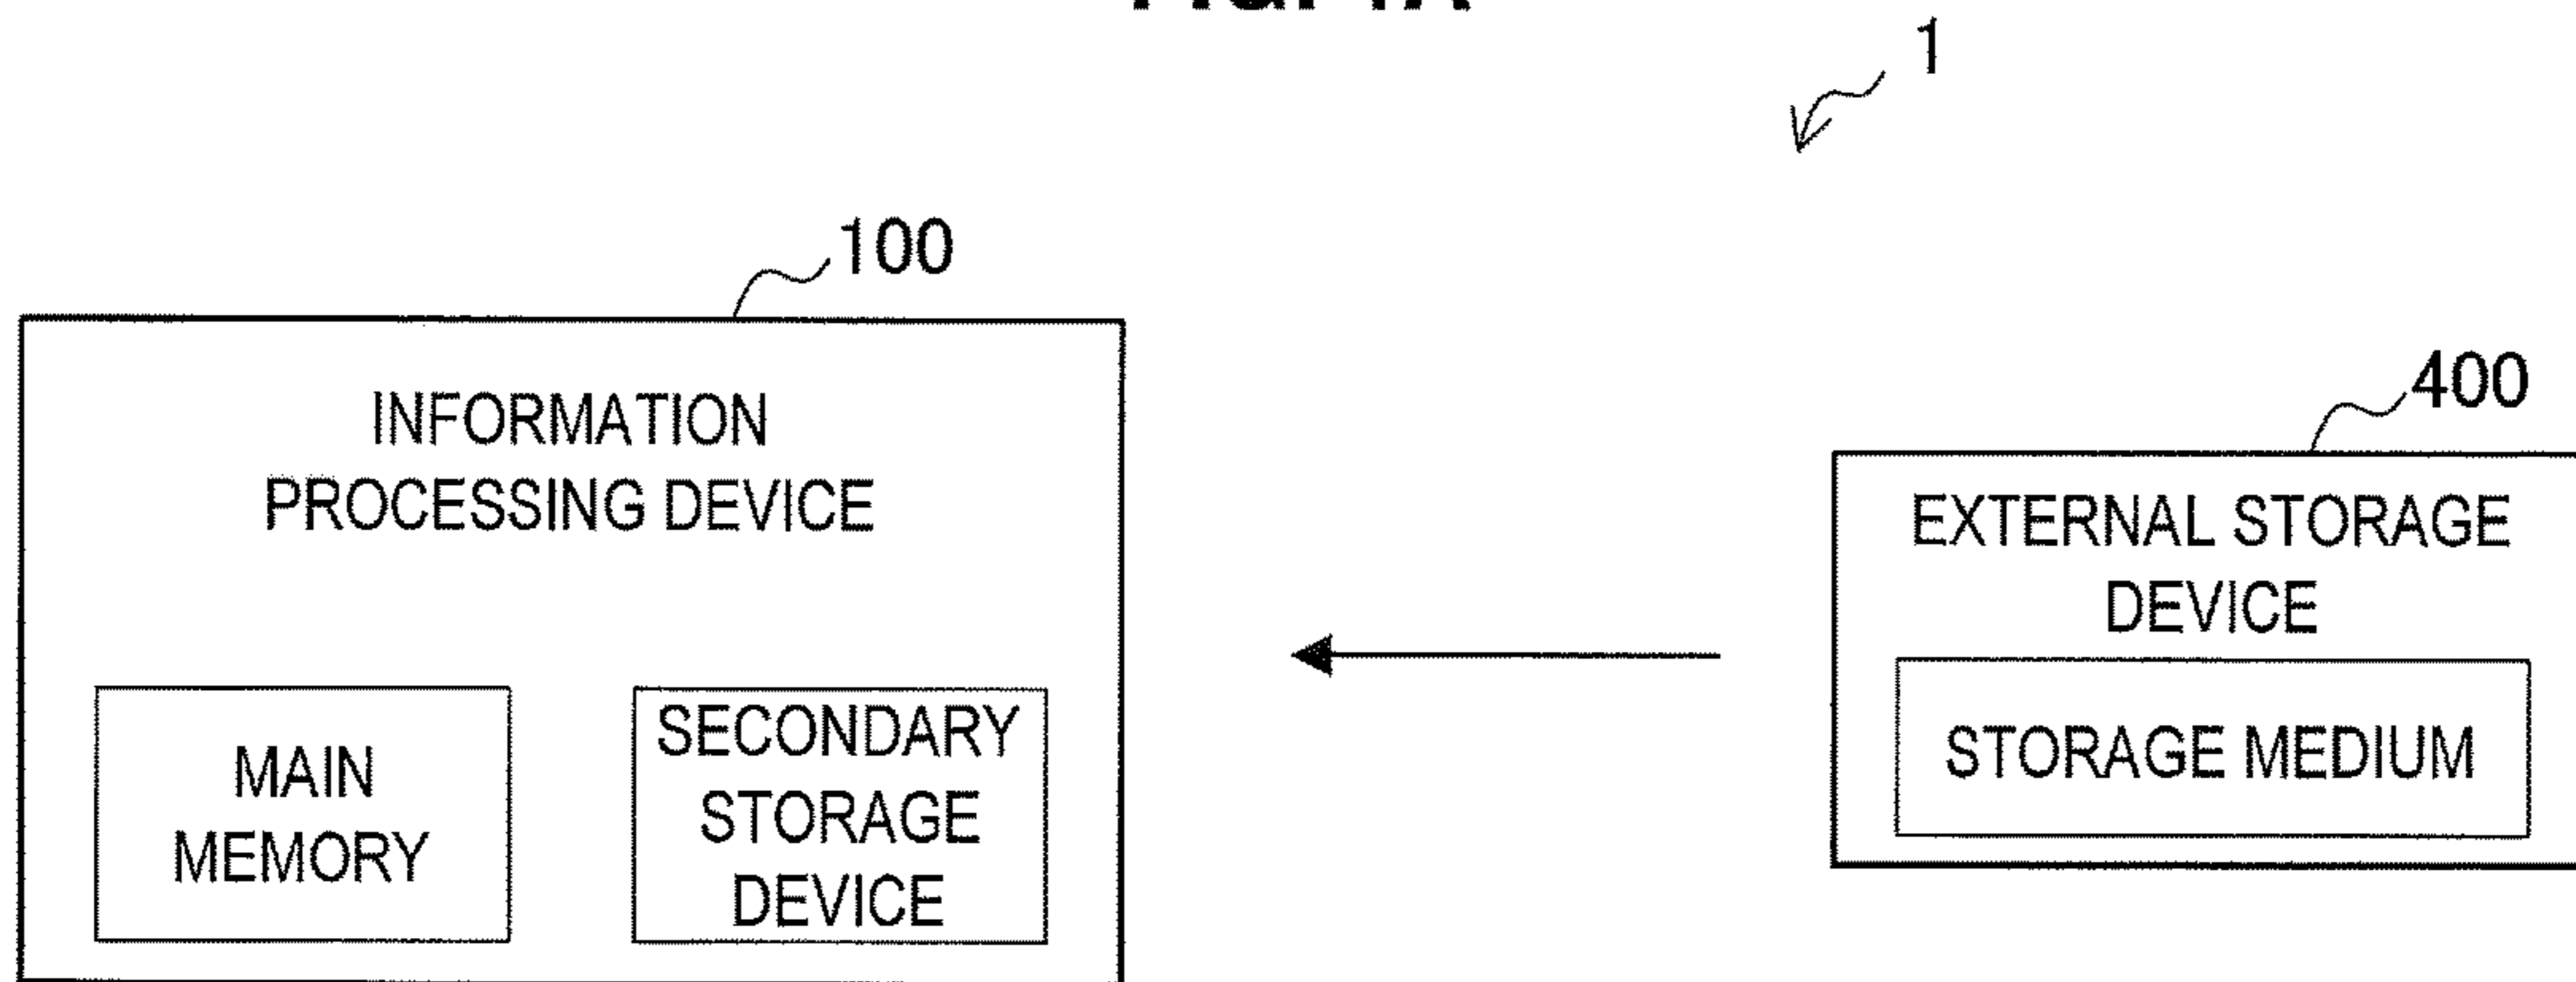 1
100
INFORMATION
PROCESSING DEVICE
MAIN
MEMORY
SECONDARY
STORAGE
DEVICE
400
EXTERNAL STORAGE
DEVICE
STORAGE MEDIUM